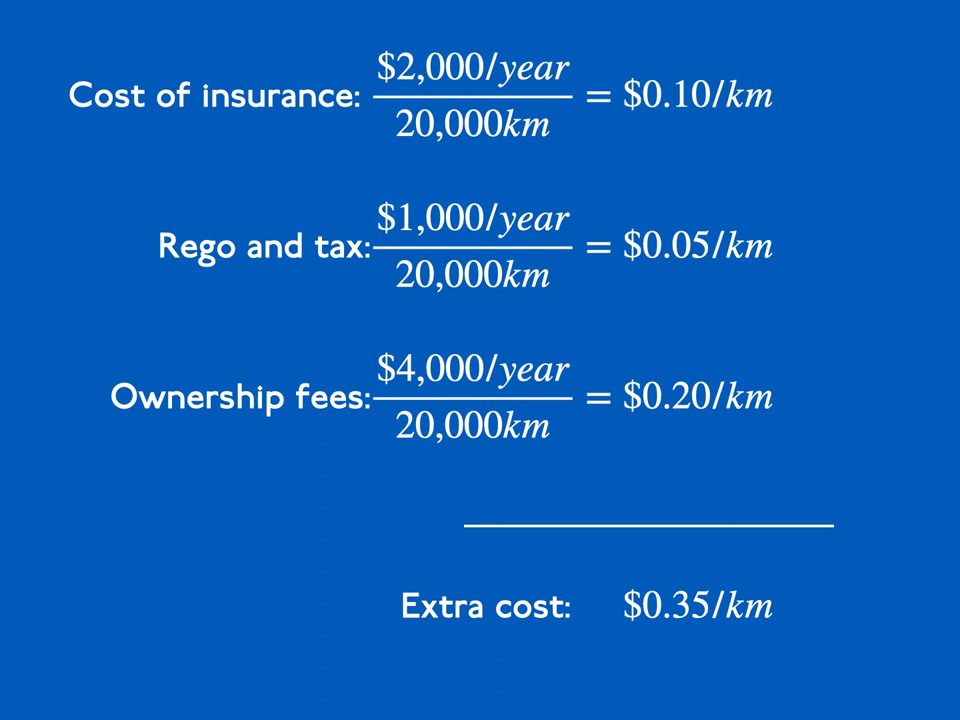 Cost of insurance: $2,000/year / 20,000km = $0.10/km
Rego and tax: $1,000/year / 20,000km = $0.05/km
Ownership fees: $4,000/year / 20,000km = $0.20/km
Extra cost: $0.35/km